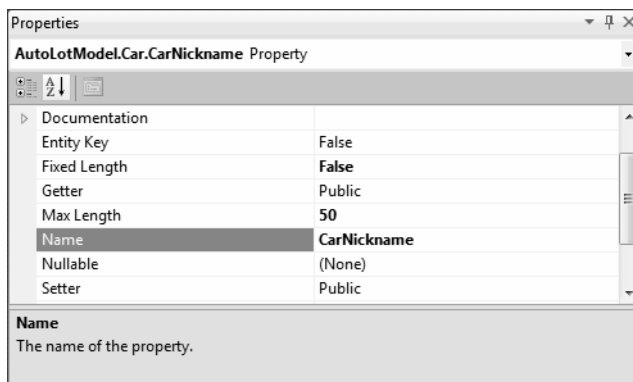 Properties
AutoLotModel.Car.CarNickname Property
Documentation
Entity Key False
Fixed Length False
Getter Public
Max Length 50
Name CarNickname
Nullable (None)
Setter Public
Name
The name of the property.